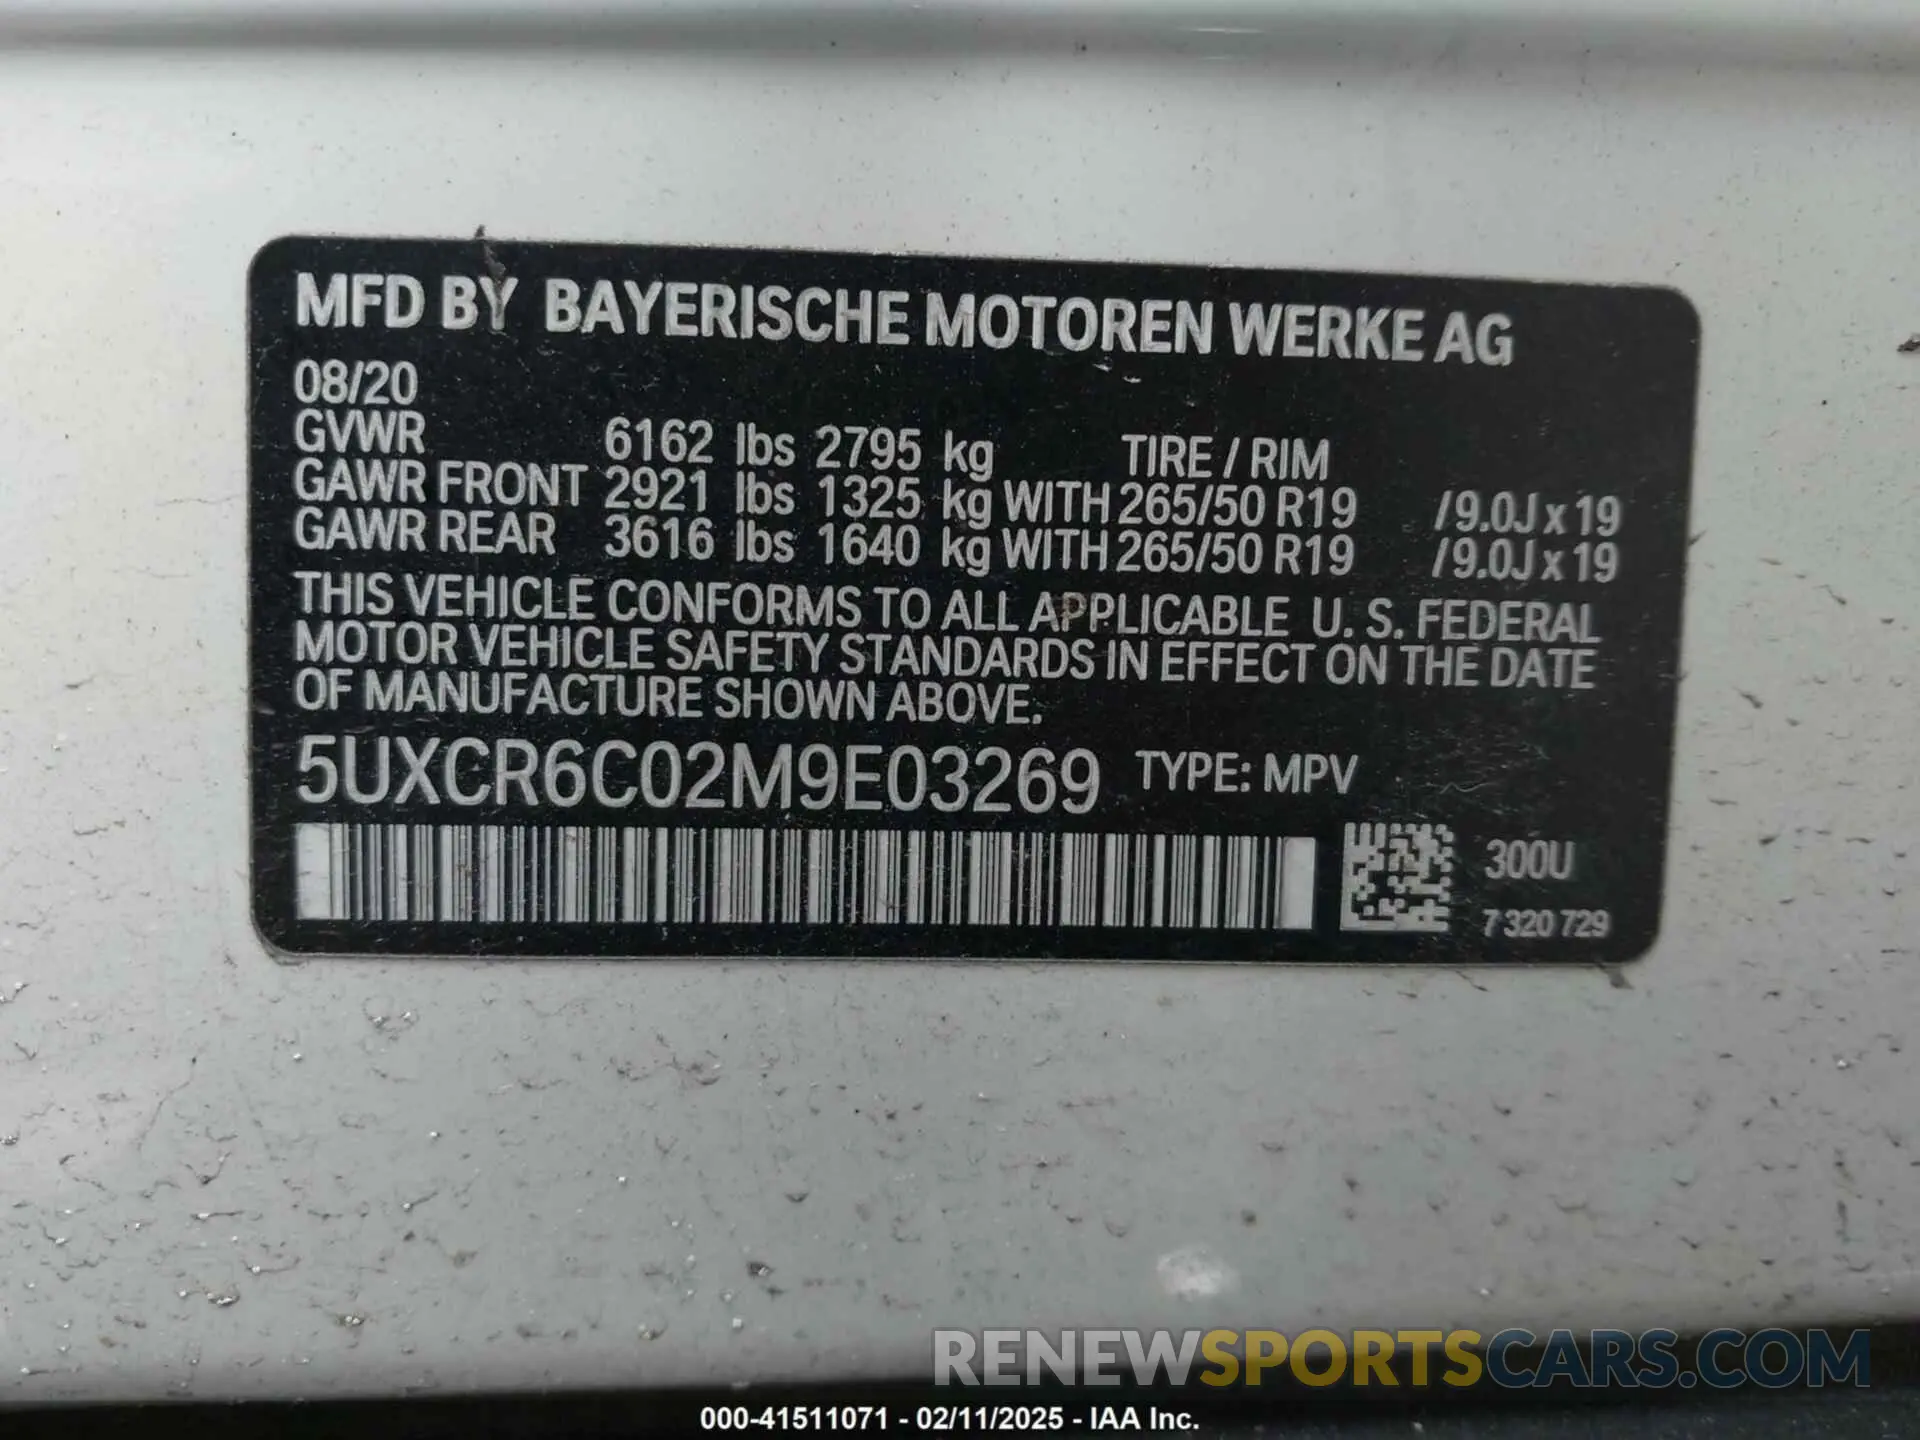 MFD BY BAYERISCHE MOTOREN WERKE AG
08/20
GVWR 6162 lbs 2795 kg TIRE / RIM
GAWR FRONT 2921 lbs 1325 kg WITH 265/50 R19 /9.0J x 19
GAWR REAR 3616 lbs 1640 kg WITH 265/50 R19 /9.0J x 19
THIS VEHICLE CONFORMS TO ALL APPLICABLE U. S. FEDERAL
MOTOR VEHICLE SAFETY STANDARDS IN EFFECT ON THE DATE
OF MANUFACTURE SHOWN ABOVE.
5UXCR6C02M9E03269 TYPE: MPV
300U
7 320 729
RENEWSPORTSCARS.COM
000-41511071 - 02/11/2025 - IAA Inc.